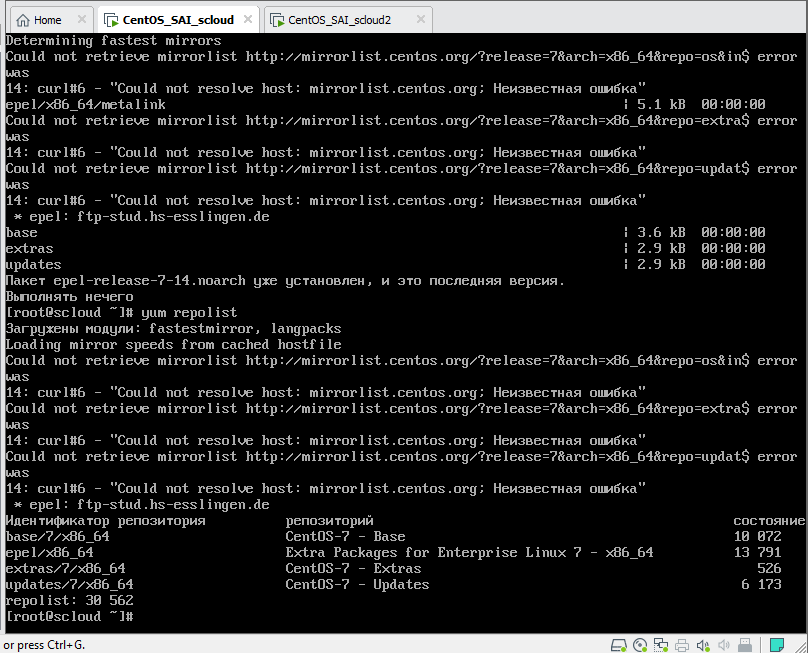 Home
CentOS_SAI_scloud
CentOS_SAI_scloud2
Determining fastest mirrors
Could not retrieve mirrorlist http://mirrorlist.centos.org/?release=7&arch=x86_64&repo=os&in$ error
was
14: curl#6 - "Could not resolve host: mirrorlist.centos.org; Неизвестная ошибка"
epel/x86_64/metalink | 5.1 kB 00:00:00
Could not retrieve mirrorlist http://mirrorlist.centos.org/?release=7&arch=x86_64&repo=extra$ error
was
14: curl#6 - "Could not resolve host: mirrorlist.centos.org; Неизвестная ошибка"
Could not retrieve mirrorlist http://mirrorlist.centos.org/?release=7&arch=x86_64&repo=updat$ error
was
14: curl#6 - "Could not resolve host: mirrorlist.centos.org; Неизвестная ошибка"
* epel: ftp-stud.hs-esslingen.de
base | 3.6 kB 00:00:00
extras | 2.9 kB 00:00:00
updates | 2.9 kB 00:00:00
Пакет epel-release-7-14.noarch уже установлен, и это последняя версия.
Выполнять нечего
[root@scloud ~]# yum repolist
Загружены модули: fastestmirror, langpacks
Loading mirror speeds from cached hostfile
Could not retrieve mirrorlist http://mirrorlist.centos.org/?release=7&arch=x86_64&repo=os&in$ error
was
14: curl#6 - "Could not resolve host: mirrorlist.centos.org; Неизвестная ошибка"
Could not retrieve mirrorlist http://mirrorlist.centos.org/?release=7&arch=x86_64&repo=extra$ error
was
14: curl#6 - "Could not resolve host: mirrorlist.centos.org; Неизвестная ошибка"
Could not retrieve mirrorlist http://mirrorlist.centos.org/?release=7&arch=x86_64&repo=updat$ error
was
14: curl#6 - "Could not resolve host: mirrorlist.centos.org; Неизвестная ошибка"
* epel: ftp-stud.hs-esslingen.de
Идентификатор репозитория репозиторий состояние
base/7/x86_64 CentOS-7 - Base 10 072
epel/x86_64 Extra Packages for Enterprise Linux 7 - x86_64 13 791
extras/7/x86_64 CentOS-7 - Extras 526
updates/7/x86_64 CentOS-7 - Updates 6 173
repolist: 30 562
[root@scloud ~]#
or press Ctrl+G.